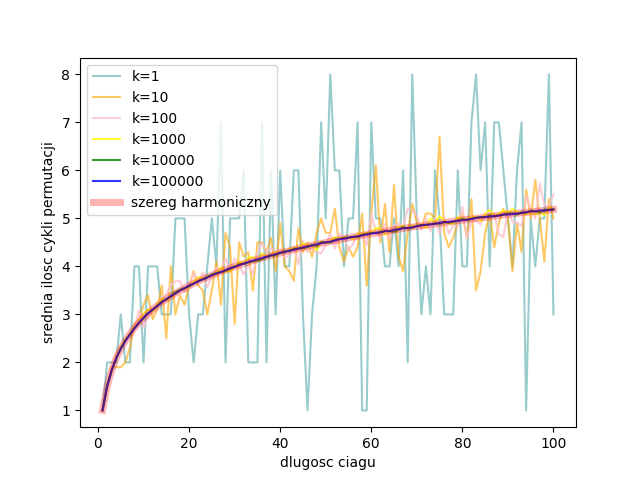 8
7
6
5
4
3
2
1
srednia ilosc cykli permutacji
k=1
k=10
k=100
k=1000
k=10000
k=100000
szereg harmoniczny
0 20 40 60 80 100
dlugosc ciagu